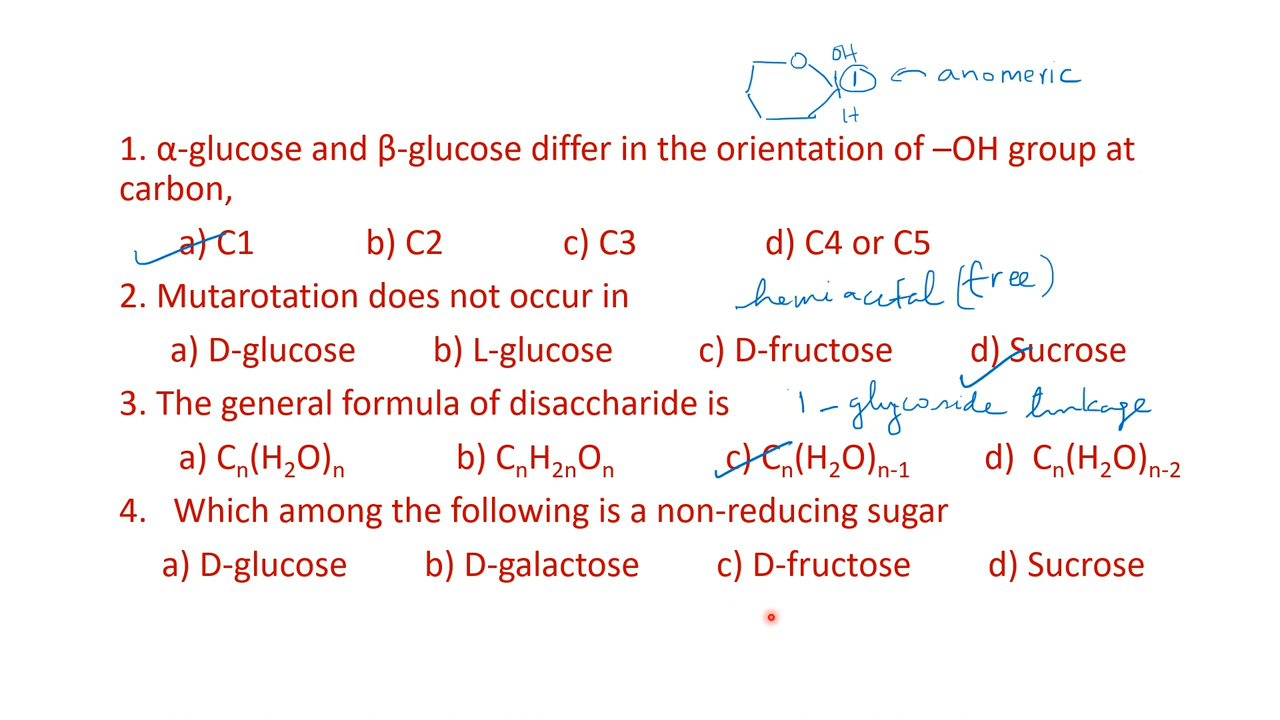 OH
O
1 ← anomeric
H
1. α-glucose and β-glucose differ in the orientation of –OH group at
carbon,
a) C1 b) C2 c) C3 d) C4 or C5
2. Mutarotation does not occur in hemiacetal (free)
a) D-glucose b) L-glucose c) D-fructose d) Sucrose
3. The general formula of disaccharide is 1 - glycoside linkage
a) Cₙ(H₂O)ₙ b) CₙH₂ₙOₙ c) Cₙ(H₂O)ₙ₋₁ d) Cₙ(H₂O)ₙ₋₂
4. Which among the following is a non-reducing sugar
a) D-glucose b) D-galactose c) D-fructose d) Sucrose